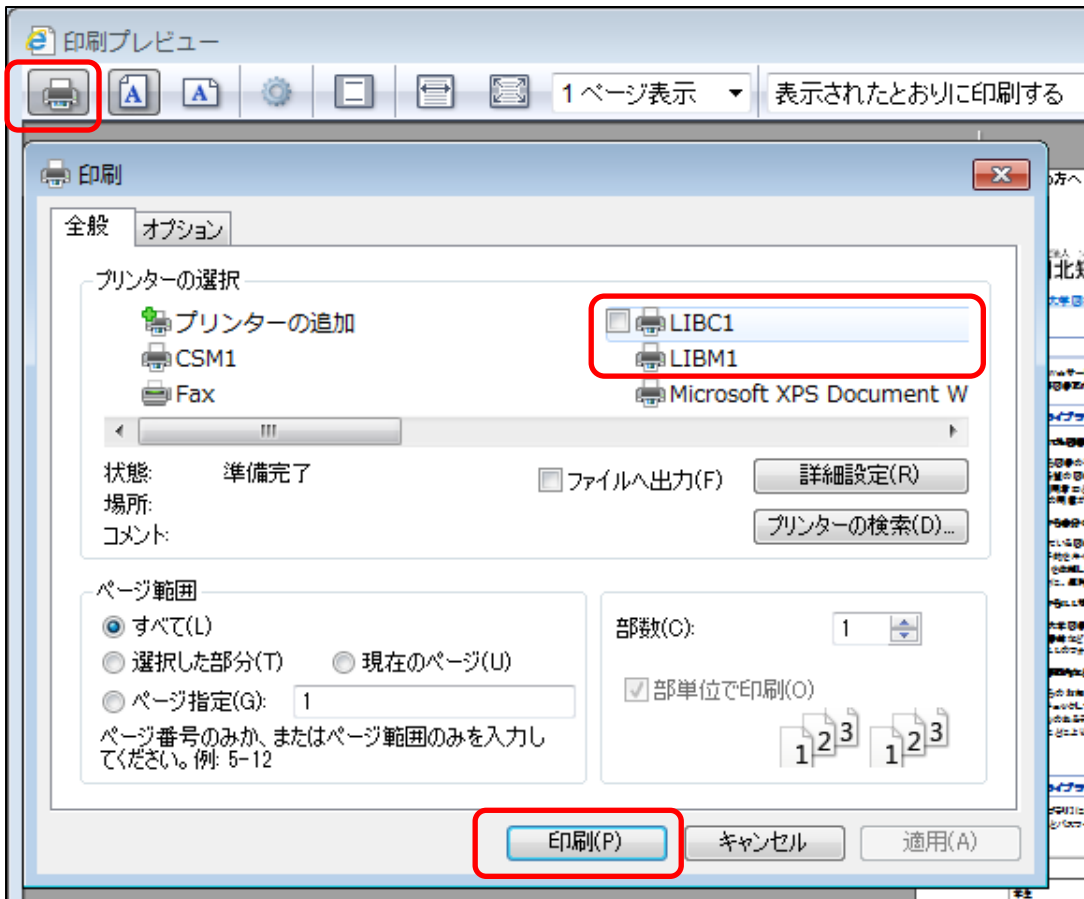 印刷プレビュー
1 ページ表示
表示されたとおりに印刷する
印刷
全般
オプション
プリンターの選択
プリンターの追加
LIBC1
CSM1
LIBM1
Fax
Microsoft XPS Document W
状態: 準備完了
場所:
コメント:
ファイルへ出力(F)
詳細設定(R)
プリンターの検索(D)...
ページ範囲
すべて(L)
選択した部分(T)
現在のページ(U)
ページ指定(G): 1
ページ番号のみか、またはページ範囲のみを入力し
てください。例: 5-12
部数(C): 1
部単位で印刷(O)
1 2 3 1 2 3
印刷(P)
キャンセル
適用(A)